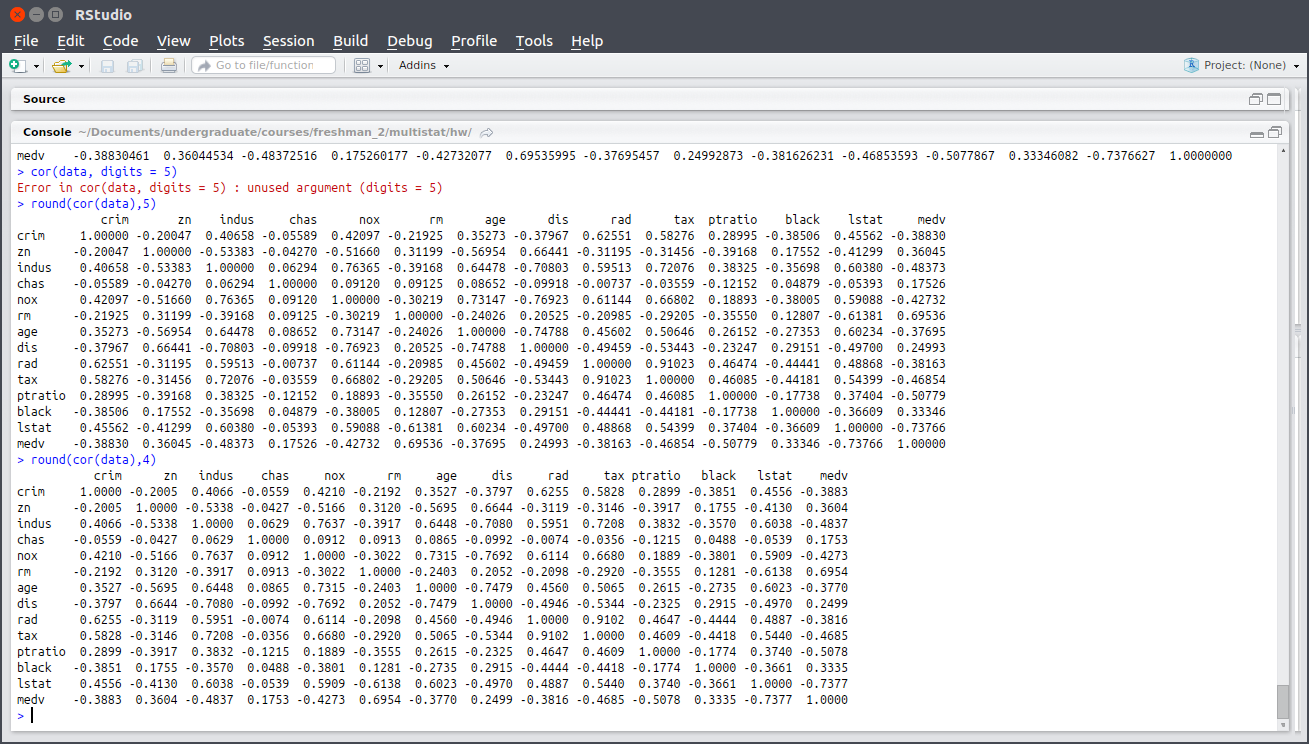 RStudio
File Edit Code View Plots Session Build Debug Profile Tools Help
Go to file/function Addins Project: (None)
Source
Console ~/Documents/undergraduate/courses/freshman_2/multistat/hw/
medv -0.38830461 0.36044534 -0.48372516 0.175260177 -0.42732077 0.69535995 -0.37695457 0.24992873 -0.381626231 -0.46853593 -0.5077867 0.33346082 -0.7376627 1.0000000
> cor(data, digits = 5)
Error in cor(data, digits = 5) : unused argument (digits = 5)
> round(cor(data),5)
crim zn indus chas nox rm age dis rad tax ptratio black lstat medv
crim 1.00000 -0.20047 0.40658 -0.05589 0.42097 -0.21925 0.35273 -0.37967 0.62551 0.58276 0.28995 -0.38506 0.45562 -0.38830
zn -0.20047 1.00000 -0.53383 -0.04270 -0.51660 0.31199 -0.56954 0.66441 -0.31195 -0.31456 -0.39168 0.17552 -0.41299 0.36045
indus 0.40658 -0.53383 1.00000 0.06294 0.76365 -0.39168 0.64478 -0.70803 0.59513 0.72076 0.38325 -0.35698 0.60380 -0.48373
chas -0.05589 -0.04270 0.06294 1.00000 0.09120 0.09125 0.08652 -0.09918 -0.00737 -0.03559 -0.12152 0.04879 -0.05393 0.17526
nox 0.42097 -0.51660 0.76365 0.09120 1.00000 -0.30219 0.73147 -0.76923 0.61144 0.66802 0.18893 -0.38005 0.59088 -0.42732
rm -0.21925 0.31199 -0.39168 0.09125 -0.30219 1.00000 -0.24026 0.20525 -0.20985 -0.29205 -0.35550 0.12807 -0.61381 0.69536
age 0.35273 -0.56954 0.64478 0.08652 0.73147 -0.24026 1.00000 -0.74788 0.45602 0.50646 0.26152 -0.27353 0.60234 -0.37695
dis -0.37967 0.66441 -0.70803 -0.09918 -0.76923 0.20525 -0.74788 1.00000 -0.49459 -0.53443 -0.23247 0.29151 -0.49700 0.24993
rad 0.62551 -0.31195 0.59513 -0.00737 0.61144 -0.20985 0.45602 -0.49459 1.00000 0.91023 0.46474 -0.44441 0.48868 -0.38163
tax 0.58276 -0.31456 0.72076 -0.03559 0.66802 -0.29205 0.50646 -0.53443 0.91023 1.00000 0.46085 -0.44181 0.54399 -0.46854
ptratio 0.28995 -0.39168 0.38325 -0.12152 0.18893 -0.35550 0.26152 -0.23247 0.46474 0.46085 1.00000 -0.17738 0.37404 -0.50779
black -0.38506 0.17552 -0.35698 0.04879 -0.38005 0.12807 -0.27353 0.29151 -0.44441 -0.44181 -0.17738 1.00000 -0.36609 0.33346
lstat 0.45562 -0.41299 0.60380 -0.05393 0.59088 -0.61381 0.60234 -0.49700 0.48868 0.54399 0.37404 -0.36609 1.00000 -0.73766
medv -0.38830 0.36045 -0.48373 0.17526 -0.42732 0.69536 -0.37695 0.24993 -0.38163 -0.46854 -0.50779 0.33346 -0.73766 1.00000
> round(cor(data),4)
crim zn indus chas nox rm age dis rad tax ptratio black lstat medv
crim 1.0000 -0.2005 0.4066 -0.0559 0.4210 -0.2192 0.3527 -0.3797 0.6255 0.5828 0.2899 -0.3851 0.4556 -0.3883
zn -0.2005 1.0000 -0.5338 -0.0427 -0.5166 0.3120 -0.5695 0.6644 -0.3119 -0.3146 -0.3917 0.1755 -0.4130 0.3604
indus 0.4066 -0.5338 1.0000 0.0629 0.7637 -0.3917 0.6448 -0.7080 0.5951 0.7208 0.3832 -0.3570 0.6038 -0.4837
chas -0.0559 -0.0427 0.0629 1.0000 0.0912 0.0913 0.0865 -0.0992 -0.0074 -0.0356 -0.1215 0.0488 -0.0539 0.1753
nox 0.4210 -0.5166 0.7637 0.0912 1.0000 -0.3022 0.7315 -0.7692 0.6114 0.6680 0.1889 -0.3801 0.5909 -0.4273
rm -0.2192 0.3120 -0.3917 0.0913 -0.3022 1.0000 -0.2403 0.2052 -0.2098 -0.2920 -0.3555 0.1281 -0.6138 0.6954
age 0.3527 -0.5695 0.6448 0.0865 0.7315 -0.2403 1.0000 -0.7479 0.4560 0.5065 0.2615 -0.2735 0.6023 -0.3770
dis -0.3797 0.6644 -0.7080 -0.0992 -0.7692 0.2052 -0.7479 1.0000 -0.4946 -0.5344 -0.2325 0.2915 -0.4970 0.2499
rad 0.6255 -0.3119 0.5951 -0.0074 0.6114 -0.2098 0.4560 -0.4946 1.0000 0.9102 0.4647 -0.4444 0.4887 -0.3816
tax 0.5828 -0.3146 0.7208 -0.0356 0.6680 -0.2920 0.5065 -0.5344 0.9102 1.0000 0.4609 -0.4418 0.5440 -0.4685
ptratio 0.2899 -0.3917 0.3832 -0.1215 0.1889 -0.3555 0.2615 -0.2325 0.4647 0.4609 1.0000 -0.1774 0.3740 -0.5078
black -0.3851 0.1755 -0.3570 0.0488 -0.3801 0.1281 -0.2735 0.2915 -0.4444 -0.4418 -0.1774 1.0000 -0.3661 0.3335
lstat 0.4556 -0.4130 0.6038 -0.0539 0.5909 -0.6138 0.6023 -0.4970 0.4887 0.5440 0.3740 -0.3661 1.0000 -0.7377
medv -0.3883 0.3604 -0.4837 0.1753 -0.4273 0.6954 -0.3770 0.2499 -0.3816 -0.4685 -0.5078 0.3335 -0.7377 1.0000
>